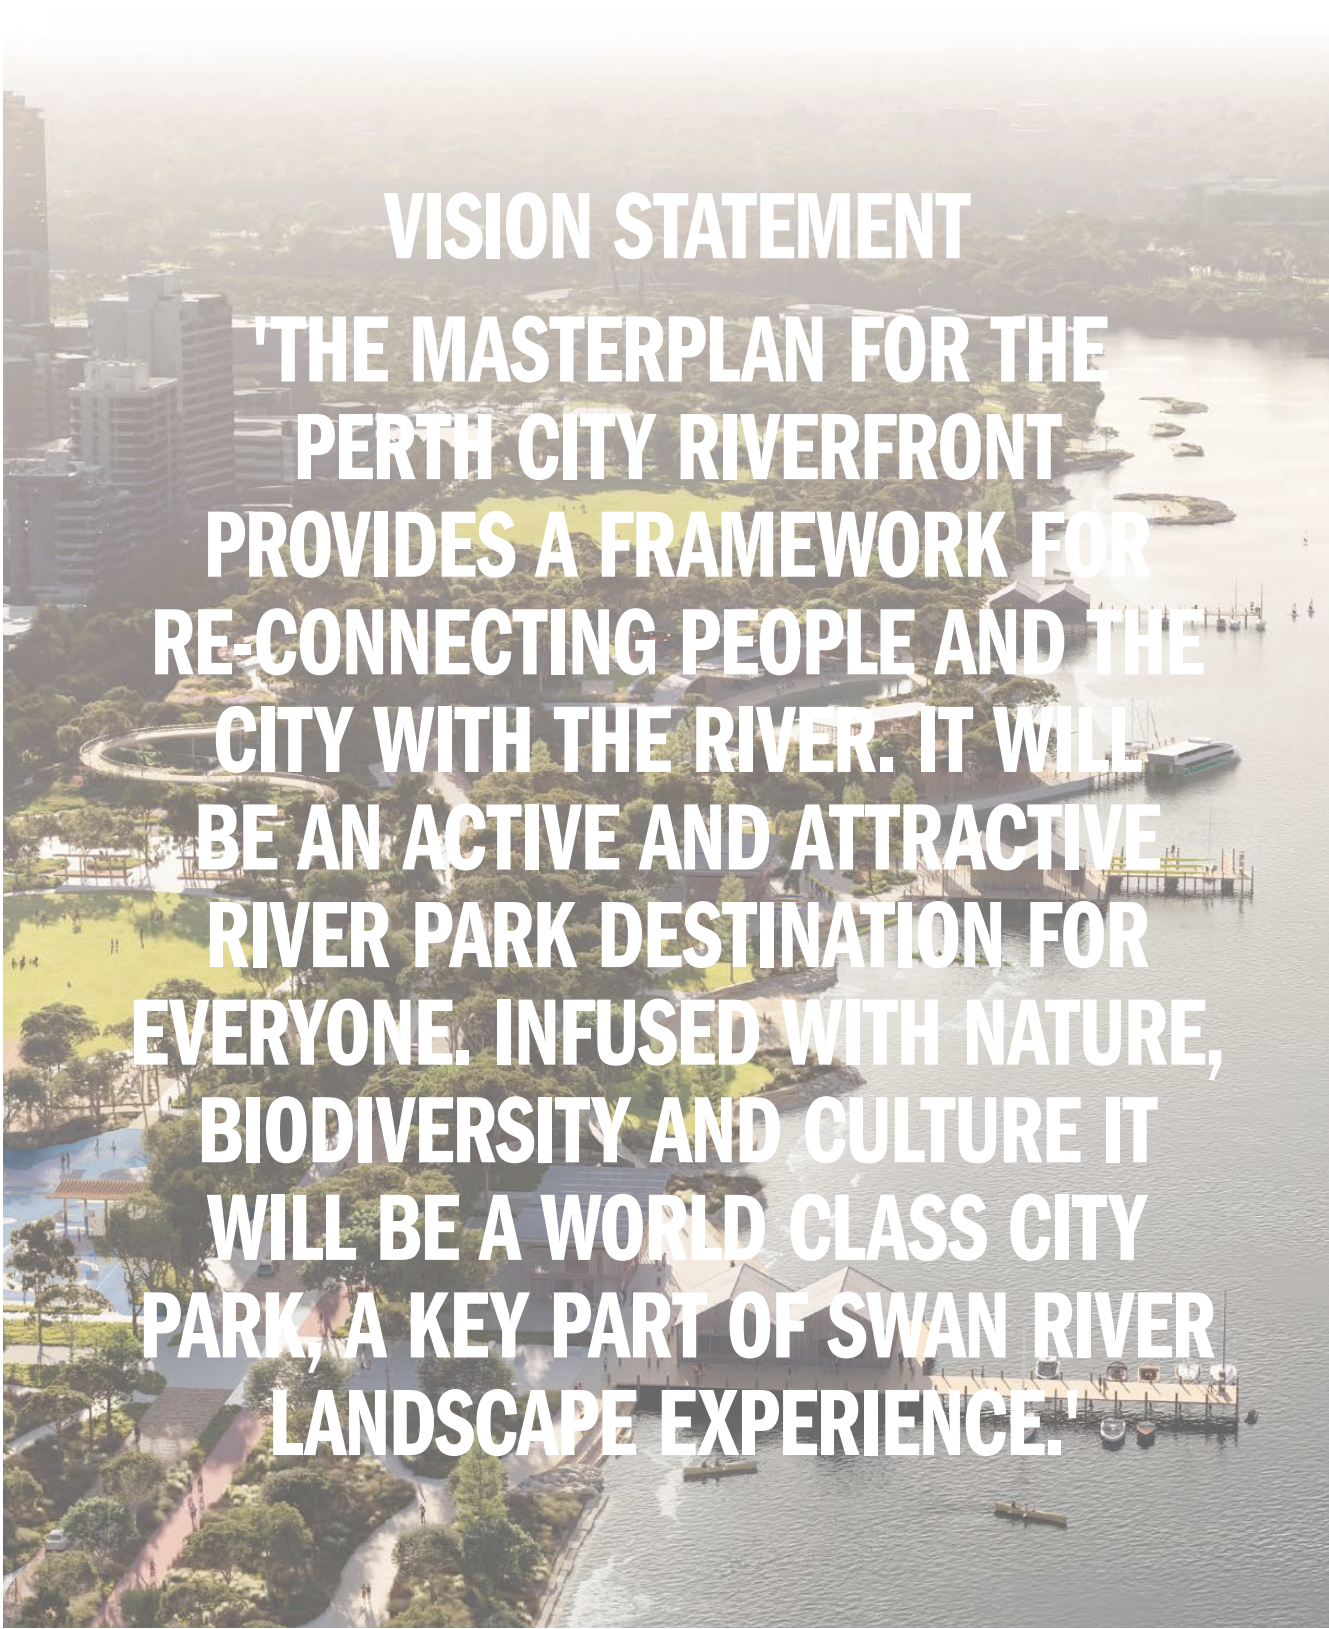 VISION STATEMENT
'THE MASTERPLAN FOR THE
PERTH CITY RIVERFRONT
PROVIDES A FRAMEWORK FOR
RE-CONNECTING PEOPLE AND THE
CITY WITH THE RIVER. IT WILL
BE AN ACTIVE AND ATTRACTIVE
RIVER PARK DESTINATION FOR
EVERYONE. INFUSED WITH NATURE,
BIODIVERSITY AND CULTURE IT
WILL BE A WORLD CLASS CITY
PARK, A KEY PART OF SWAN RIVER
LANDSCAPE EXPERIENCE.'